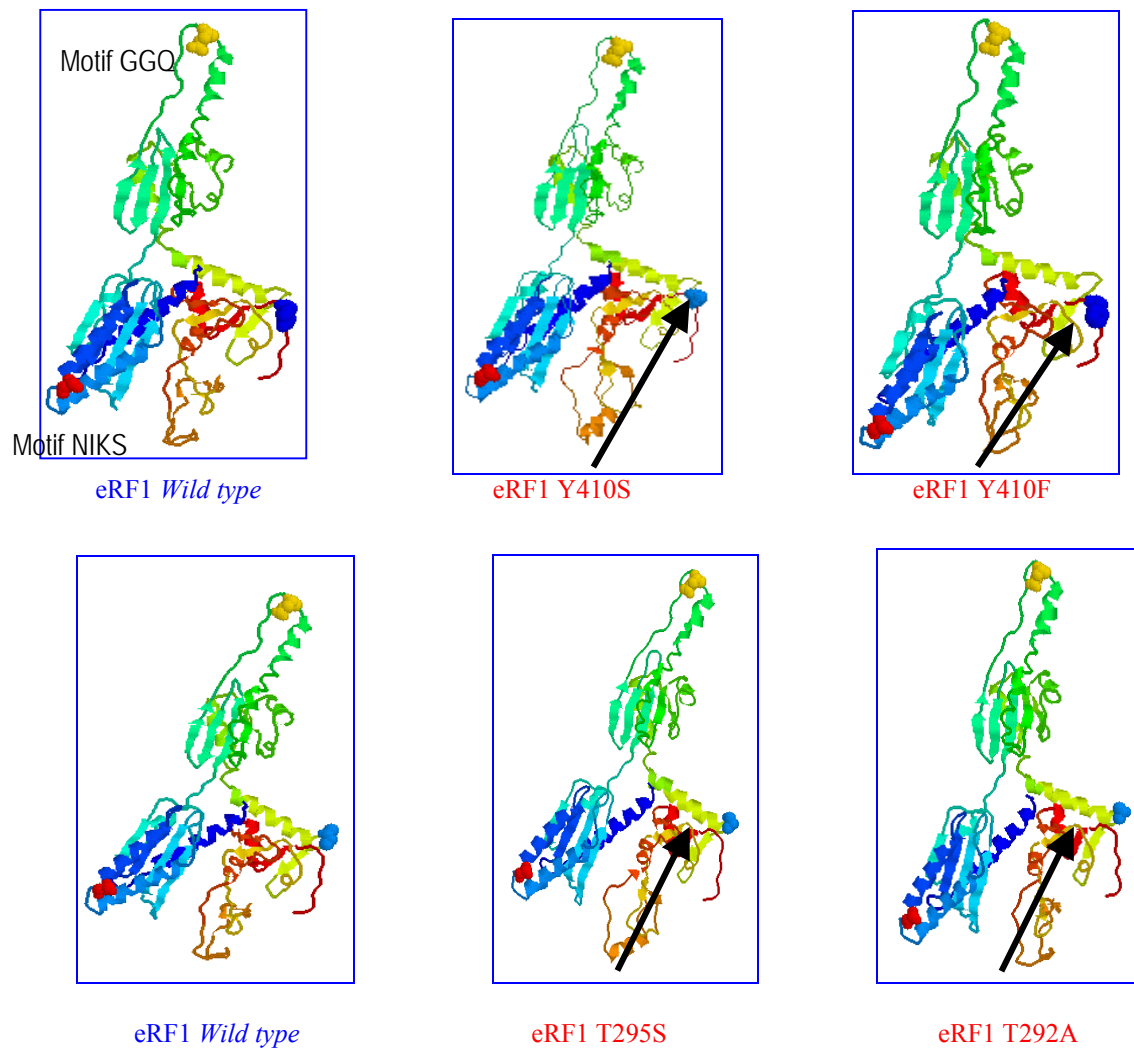 Motif GGQ
Motif NIKS
eRF1 Wild type
eRF1 Y410S
eRF1 Y410F
eRF1 Wild type
eRF1 T295S
eRF1 T292A